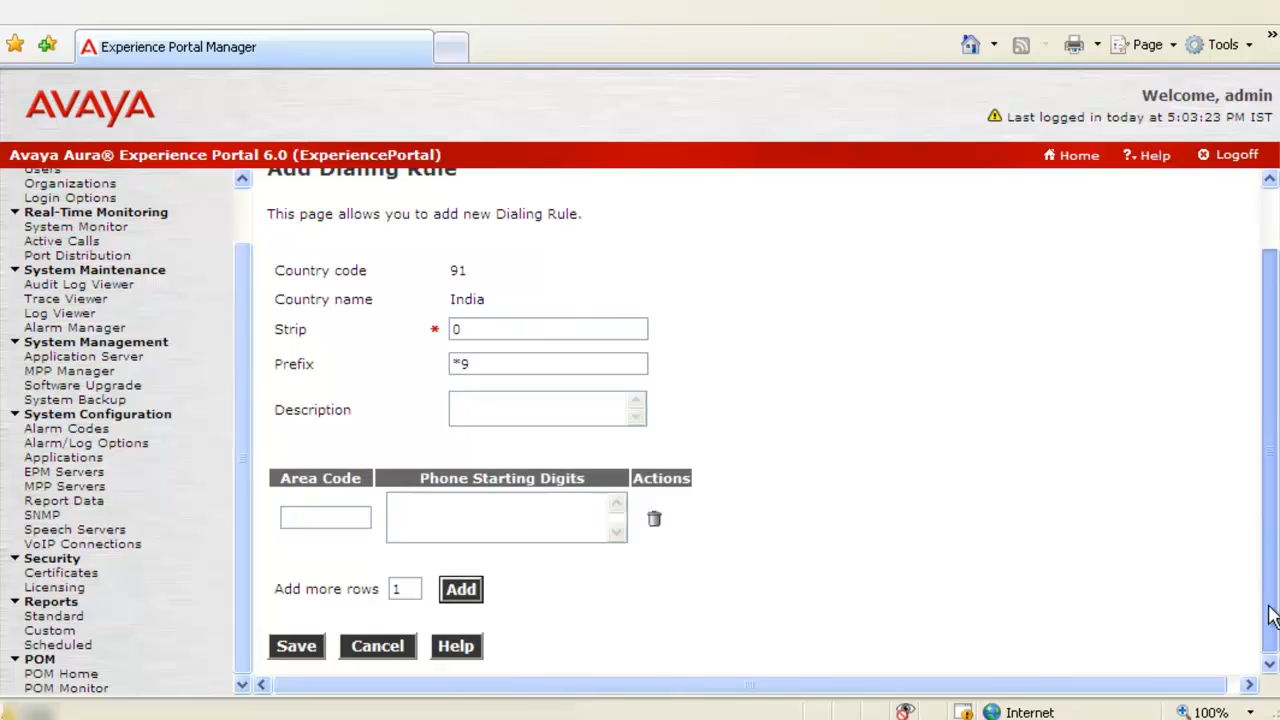 Experience Portal Manager
Page
Tools
AVAYA
Welcome, admin
Last logged in today at 5:03:23 PM IST
Avaya Aura® Experience Portal 6.0 (ExperiencePortal)
Home
Help
Logoff
Users
Organizations
Login Options
Real-Time Monitoring
System Monitor
Active Calls
Port Distribution
System Maintenance
Audit Log Viewer
Trace Viewer
Log Viewer
Alarm Manager
System Management
Application Server
MPP Manager
Software Upgrade
System Backup
System Configuration
Alarm Codes
Alarm/Log Options
Applications
EPM Servers
MPP Servers
Report Data
SNMP
Speech Servers
VoIP Connections
Security
Certificates
Licensing
Reports
Standard
Custom
Scheduled
POM
POM Home
POM Monitor
Add Dialing Rule
This page allows you to add new Dialing Rule.
Country code 91
Country name India
Strip * 0
Prefix *9
Description
Area Code Phone Starting Digits Actions
Add more rows 1 Add
Save Cancel Help
Internet
100%